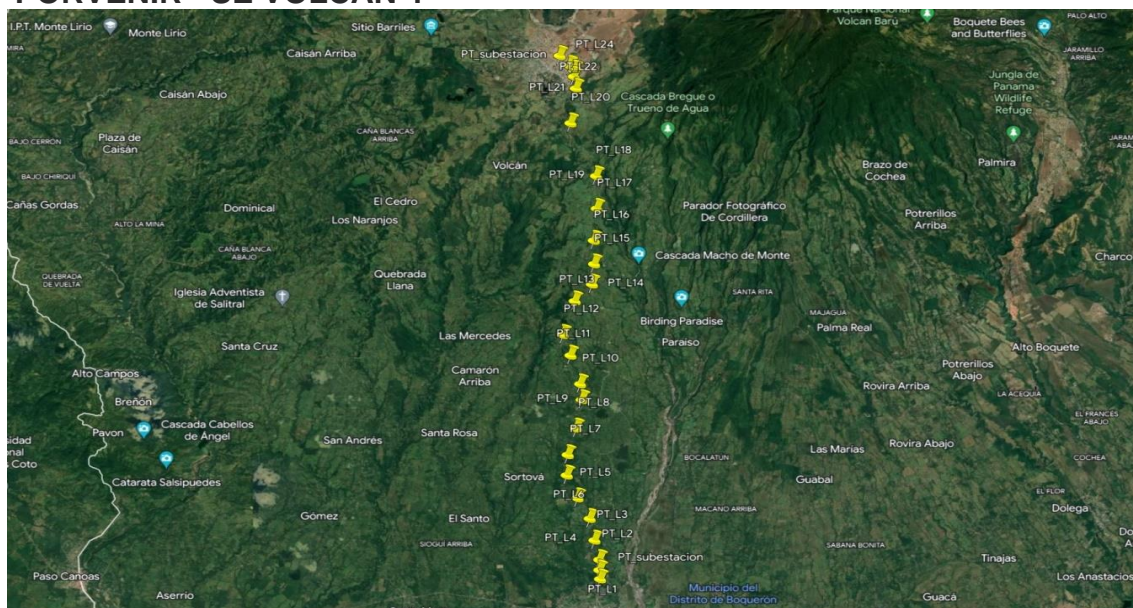 I.P.T. Monte Lirio
Monte Lirio
Sitio Barriles
Parque Nacional
Volcan Barú
Boquete Bees
and Butterflies
PALO ALTO
JARAMILLO
ARRIBA
Caisán Arriba
PT_subestacion
PT_L24
PT_L22
PT_L21
PT_L20
Caisán Abajo
Cascada Bregue o
Trueno de Agua
Jungla de
Panama
Wildlife
Refuge
BAJO CERRON
Plaza de
Caisán
CAÑA BLANCAS
ARRIBA
PT_L18
Volcán
Palmira
BAJO CHIRIQUÍ
PT_L19
PT_L17
Brazo de
Cochea
Cañas Gordas
Dominical
El Cedro
Los Naranjos
PT_L16
Parador Fotográfico
De Cordillera
Potrerillos
Arriba
ALTO LA MINA
CAÑA BLANCA
ABAJO
PT_L15
Cascada Macho de Monte
Charco
QUEBRADA
DE VUELTA
Quebrada
Llana
PT_L13
PT_L14
Iglesia Adventista
de Salitral
SANTA RITA
PT_L12
Birding Paradise
Paraiso
MAJAGUA
Palma Real
Las Mercedes
PT_L11
Santa Cruz
Alto Boquete
PT_L10
Alto Campos
Camarón
Arriba
Potrerillos
Abajo
Rovira Arriba
LA ACEQUIA
Breñon
PT_L9
PT_L8
EL FRANCES
ABAJO
Pavon
Cascada Cabellos
de Ángel
San Andrés
Santa Rosa
PT_L7
Las Marias
Rovira Abajo
BOCALATUN
COCHEA
Catarata Salsipuedes
Sortová
PT_L5
Guabal
PT_L6
EL FLOR
Gómez
El Santo
PT_L3
MACANO ARRIBA
Dolega
SIOGUI ARRIBA
PT_L4
PT_L2
SABANA BONITA
PT_subestacion
Tinajas
Paso Canoas
PT_L1
Municipio del
Distrito de Boquerón
Los Anastacios
Aserrio
Guaca